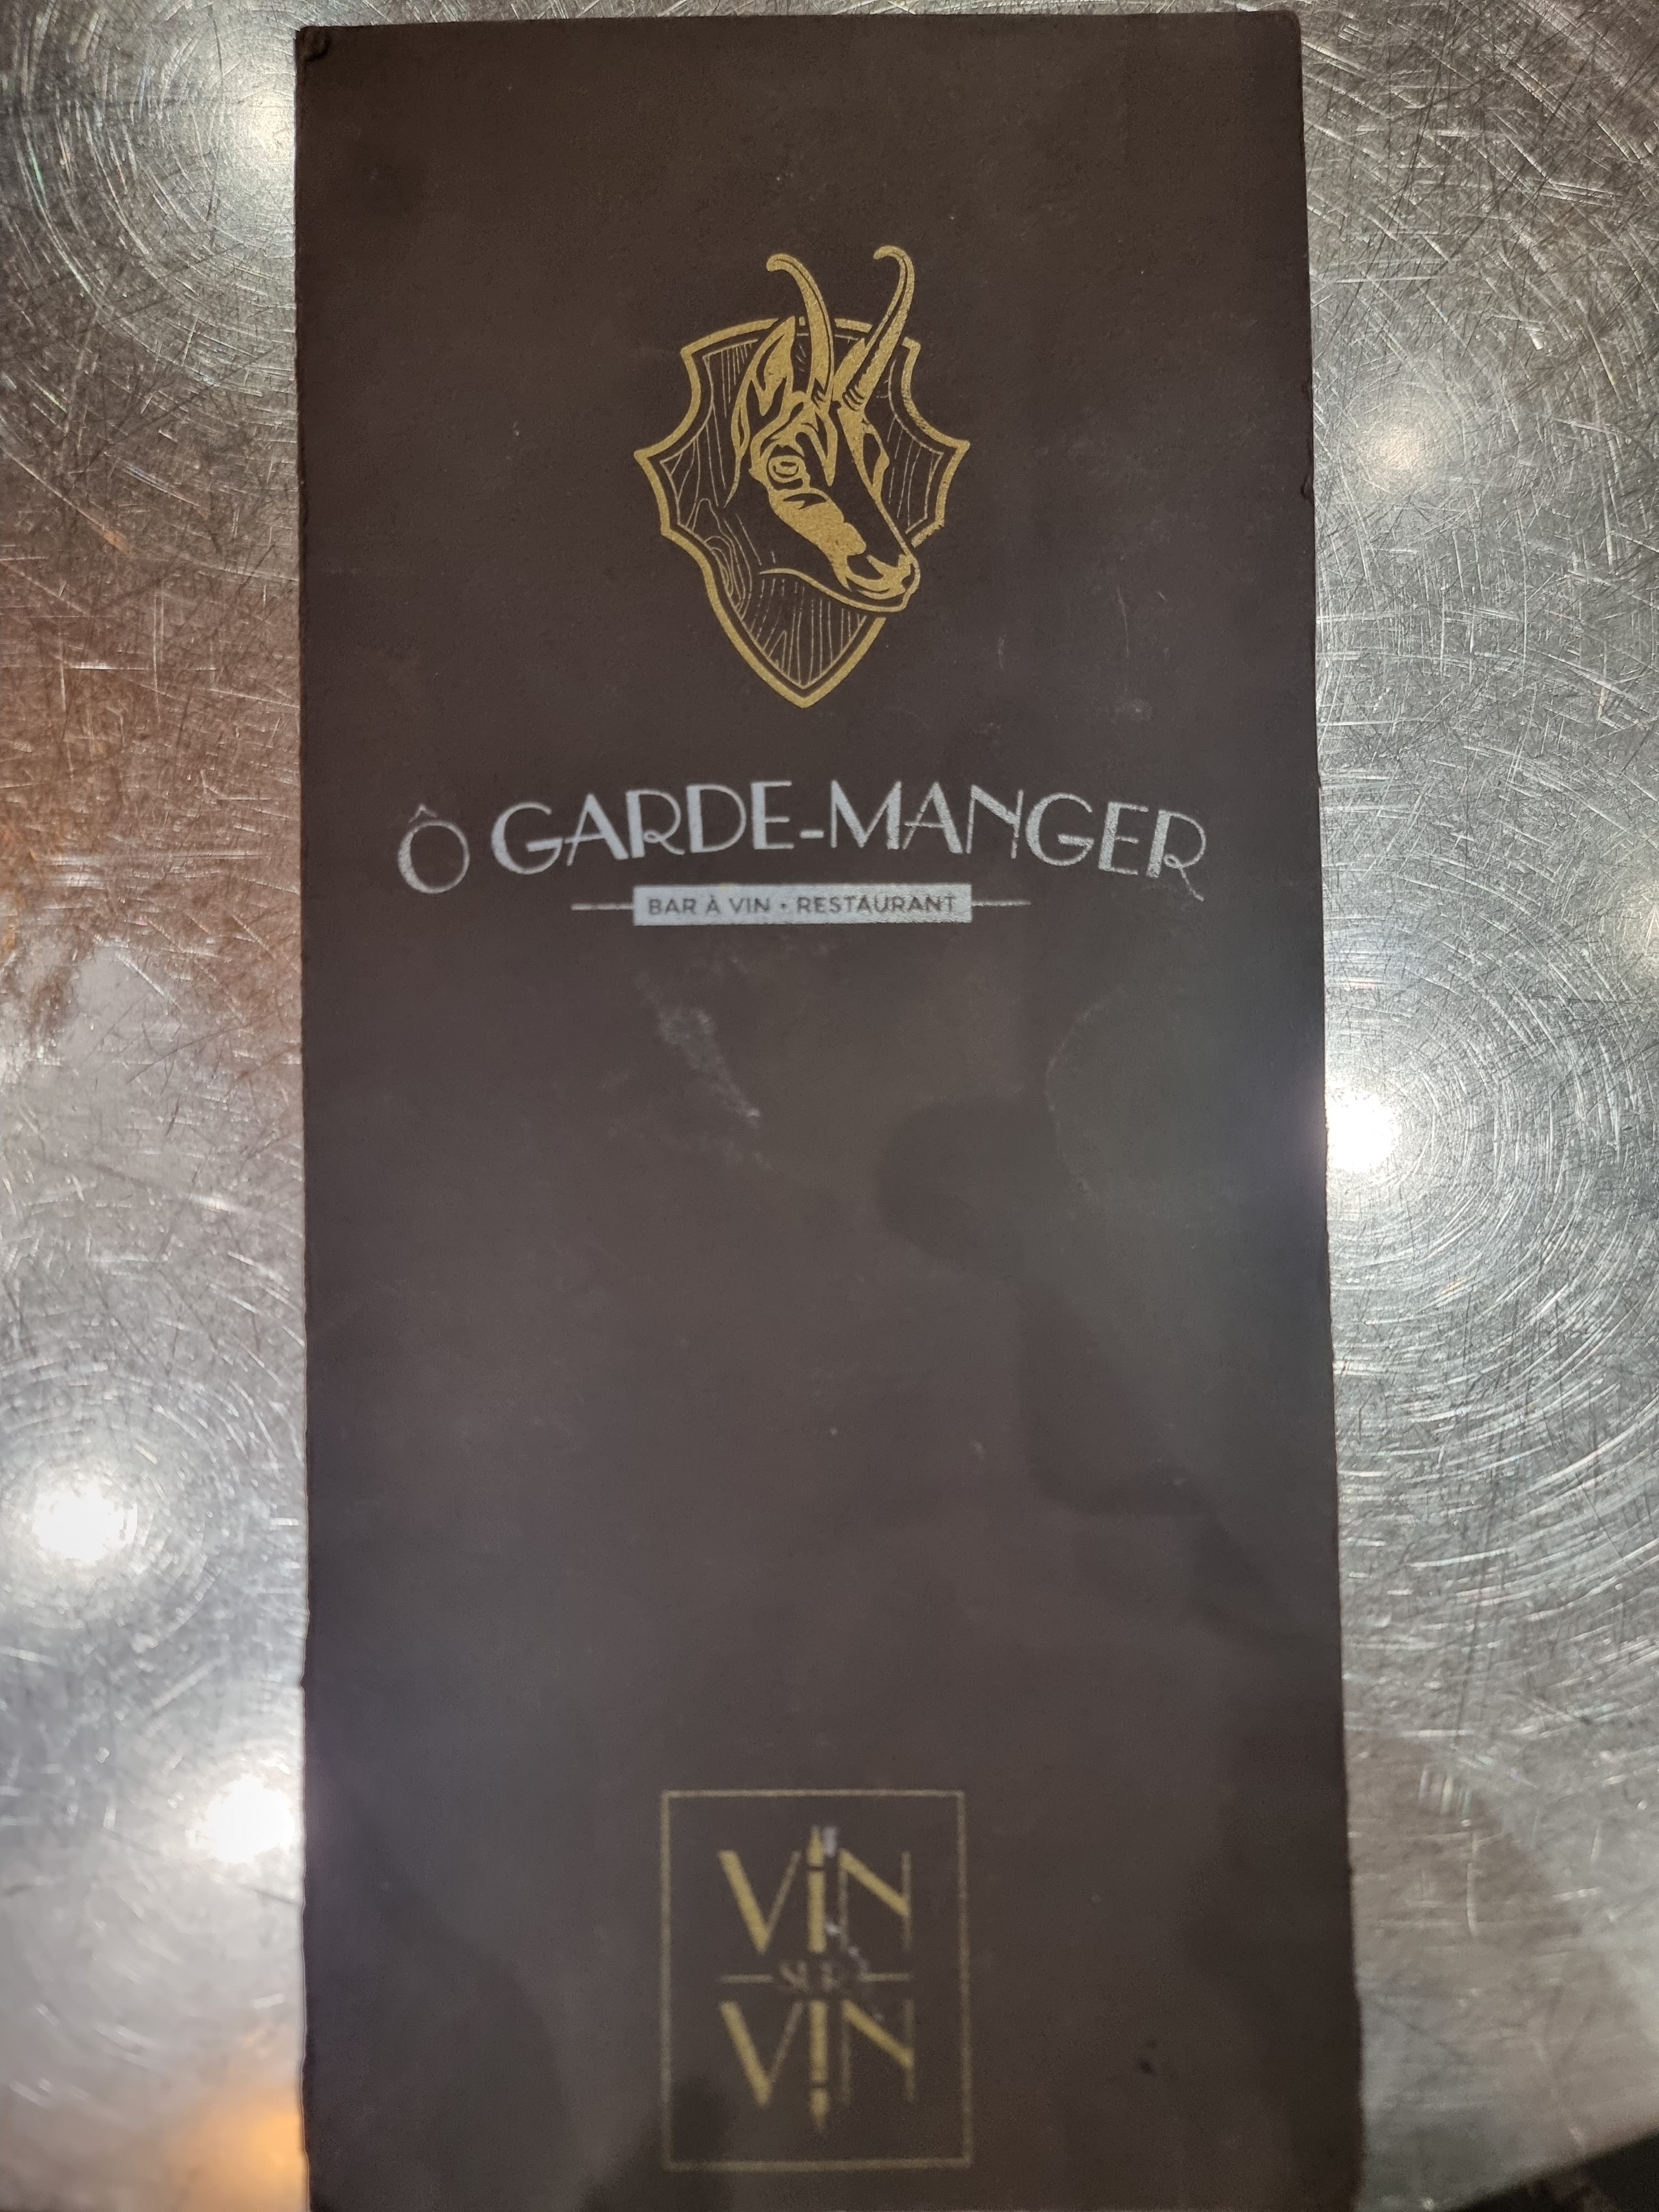 Ô GARDE-MANGER
BAR À VIN • RESTAURANT
VIN
SUR
VIN